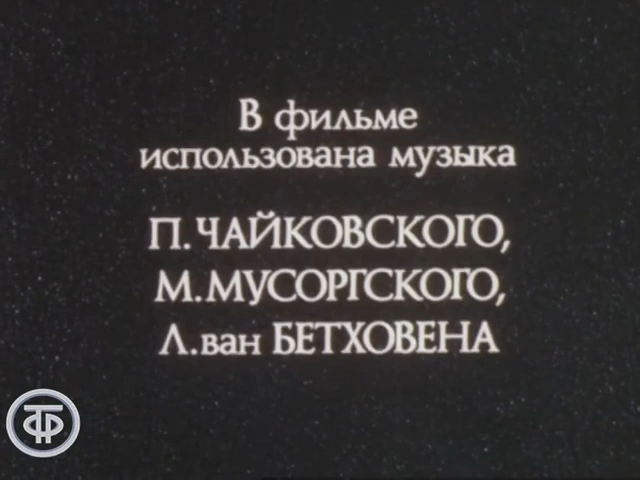 В фильме
использована музыка
П. ЧАЙКОВСКОГО,
М. МУСОРГСКОГО,
Л. ван БЕТХОВЕНА